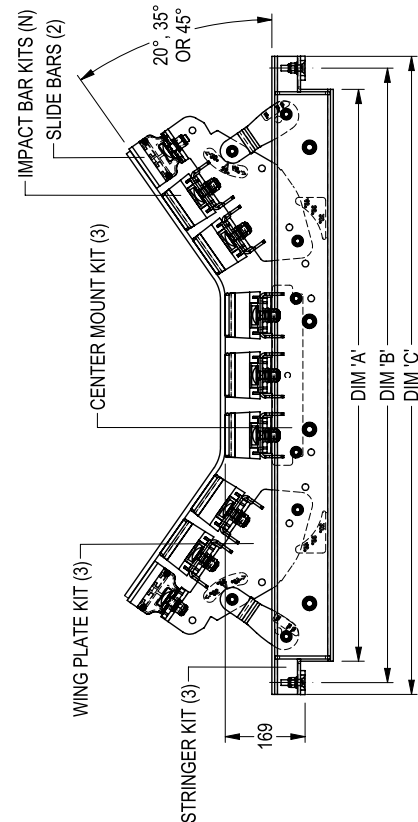 IMPACT BAR KITS (N)
SLIDE BARS (2)
20°, 35°
OR 45°
CENTER MOUNT KIT (3)
WING PLATE KIT (3)
STRINGER KIT (3)
169
C
DIM 'A'
DIM 'B'
DIM 'C'